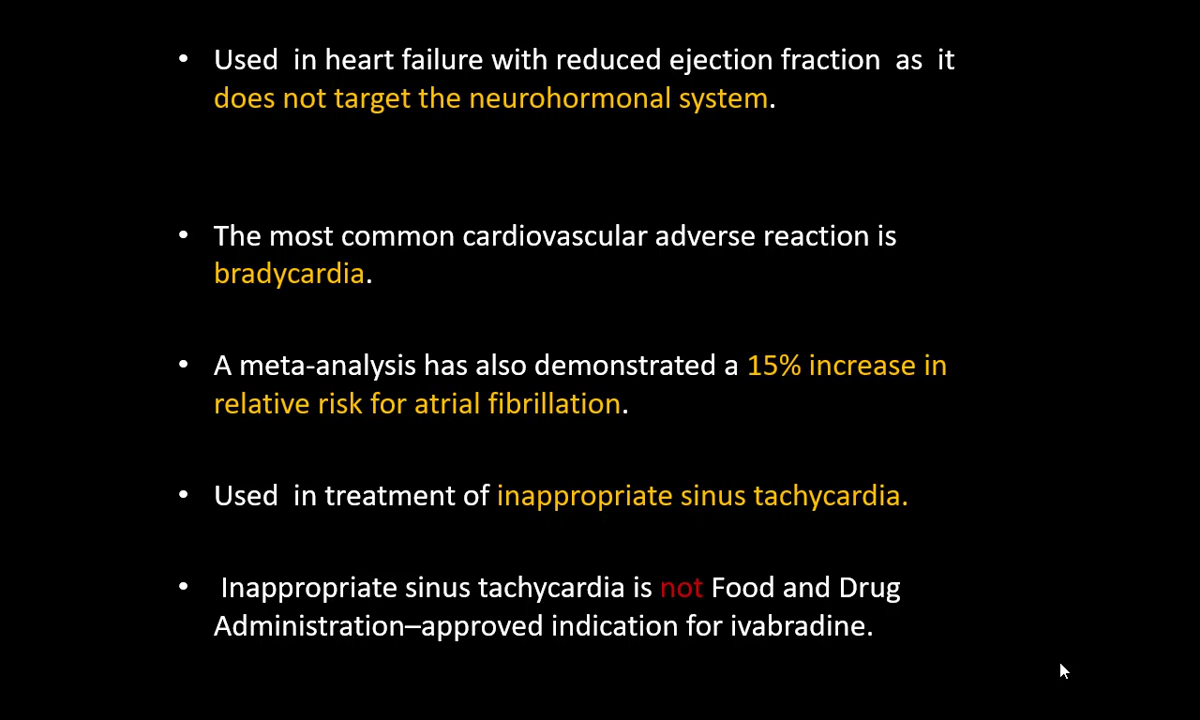 • Used in heart failure with reduced ejection fraction as it
does not target the neurohormonal system.
• The most common cardiovascular adverse reaction is
bradycardia.
• A meta-analysis has also demonstrated a 15% increase in
relative risk for atrial fibrillation.
• Used in treatment of inappropriate sinus tachycardia.
• Inappropriate sinus tachycardia is not Food and Drug
Administration–approved indication for ivabradine.